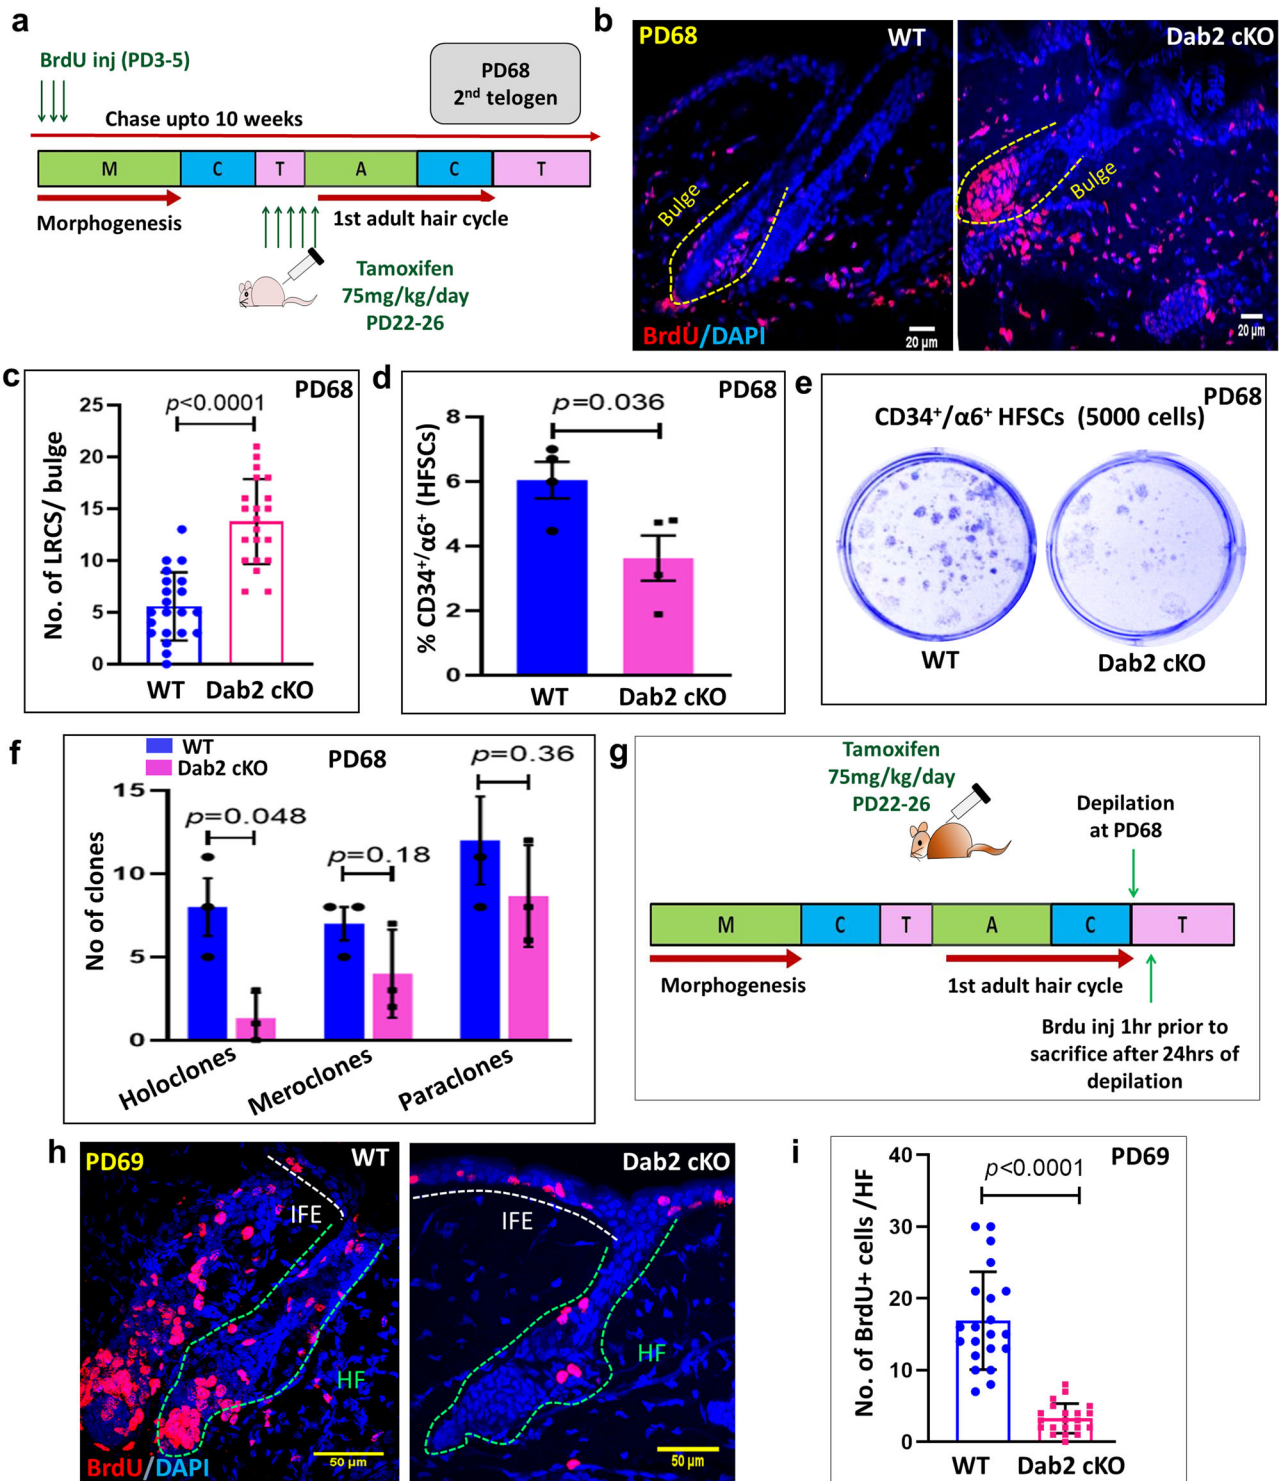 a
BrdU inj (PD3-5)
PD68
2nd telogen
Chase upto 10 weeks
M C T A C T
Morphogenesis
1st adult hair cycle
Tamoxifen
75mg/kg/day
PD22-26
b
PD68 WT
Bulge
BrdU/DAPI
20 µm
Dab2 cKO
Bulge
20 µm
c
PD68
p<0.0001
No. of LRCS/ bulge
25
20
15
10
5
0
WT Dab2 cKO
d
PD68
p=0.036
% CD34+/α6+ (HFSCs)
8
6
4
2
0
WT Dab2 cKO
e
PD68
CD34+/α6+ HFSCs (5000 cells)
WT Dab2 cKO
f
WT
Dab2 cKO
PD68
p=0.36
p=0.048
p=0.18
No of clones
15
10
5
0
Holoclones Meroclones Paraclones
g
Tamoxifen
75mg/kg/day
PD22-26
Depilation
at PD68
M C T A C T
Morphogenesis
1st adult hair cycle
Brdu inj 1hr prior to
sacrifice after 24hrs of
depilation
h
PD69 WT
IFE
HF
BrdU/DAPI
50 µm
Dab2 cKO
IFE
HF
50 µm
i
PD69
p<0.0001
No. of BrdU+ cells /HF
40
30
20
10
0
WT Dab2 cKO